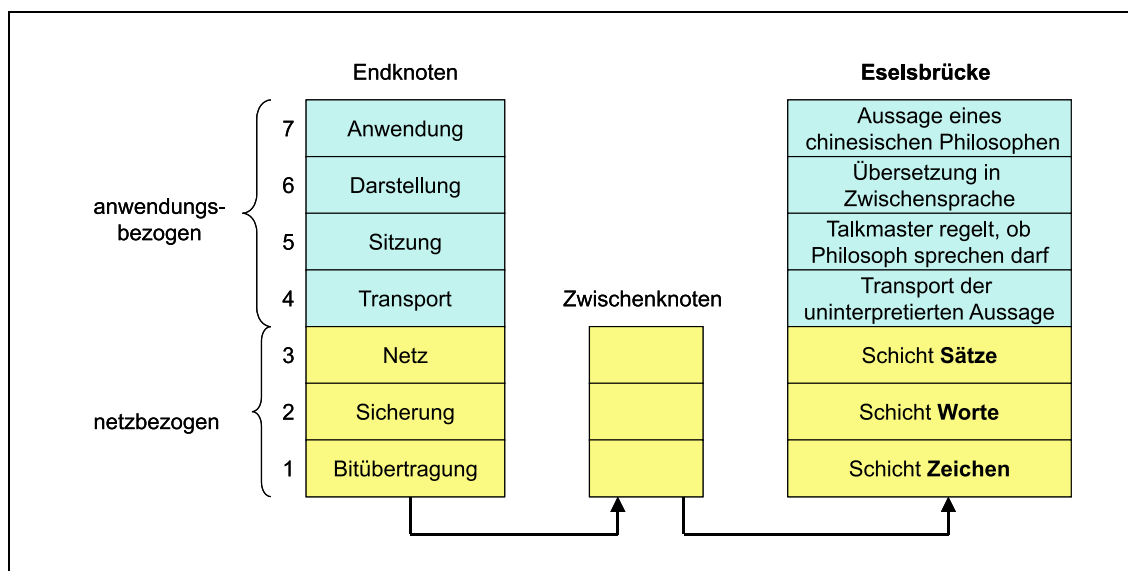 Endknoten
Eselsbrücke
7
Anwendung
Aussage eines
chinesischen Philosophen
6
Darstellung
Übersetzung in
Zwischensprache
anwendungs-
bezogen
5
Sitzung
Talkmaster regelt, ob
Philosoph sprechen darf
4
Transport
Zwischenknoten
Transport der
uninterpretierten Aussage
3
Netz
Schicht Sätze
netzbezogen
2
Sicherung
Schicht Worte
1
Bitübertragung
Schicht Zeichen